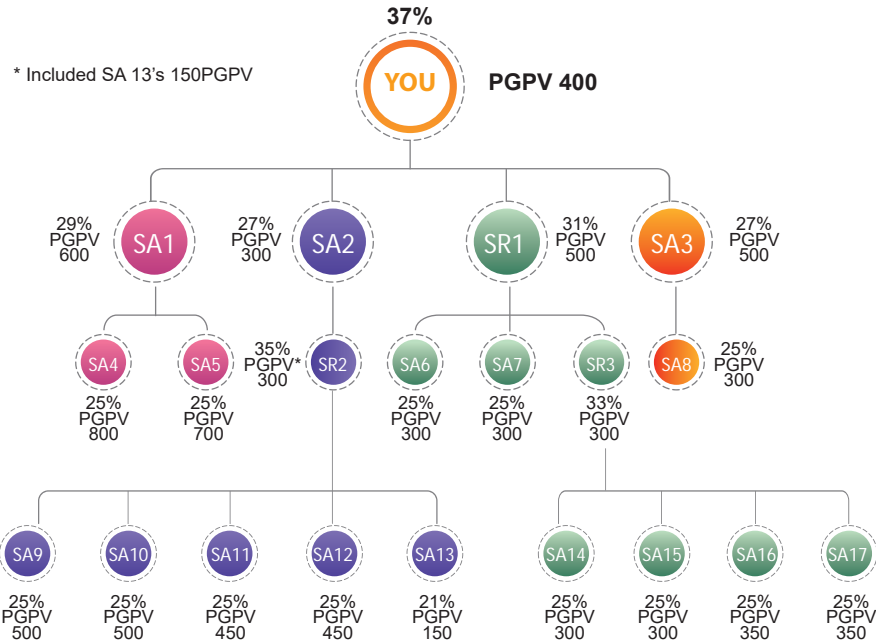 37%
* Included SA 13's 150PGPV
YOU
PGPV 400
29%
PGPV
600
SA1
27%
PGPV
300
SA2
SR1
31%
PGPV
500
SA3
27%
PGPV
500
SA4
25%
PGPV
800
SA5
25%
PGPV
700
35%
PGPV*
300
SR2
SA6
25%
PGPV
300
SA7
25%
PGPV
300
SR3
33%
PGPV
300
SA8
25%
PGPV
300
SA9
25%
PGPV
500
SA10
25%
PGPV
500
SA11
25%
PGPV
450
SA12
25%
PGPV
450
SA13
21%
PGPV
150
SA14
25%
PGPV
300
SA15
25%
PGPV
300
SA16
25%
PGPV
350
SA17
25%
PGPV
350